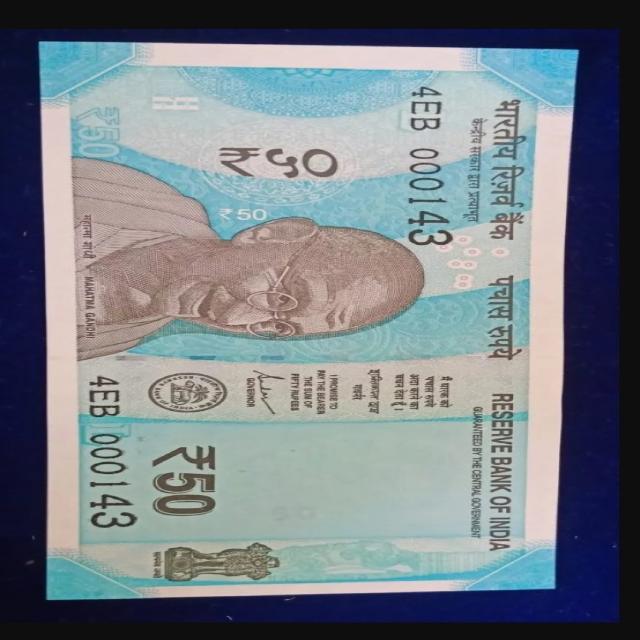 भारतीय रिज़र्व बैंक
केन्द्रीय सरकार द्वारा प्रत्याभूत
पचास रुपये
RESERVE BANK OF INDIA
GUARANTEED BY THE CENTRAL GOVERNMENT
4EB 000143
₹ ५०
₹50
₹50
मैं धारक को
पचास रुपये
अदा करने का
वचन देता हूँ।
I PROMISE TO
PAY THE BEARER
THE SUM OF
FIFTY RUPEES
GOVERNOR
₹50
4EB 000143
महात्मा गांधी
MAHATMA GANDHI
सत्यमेव जयते